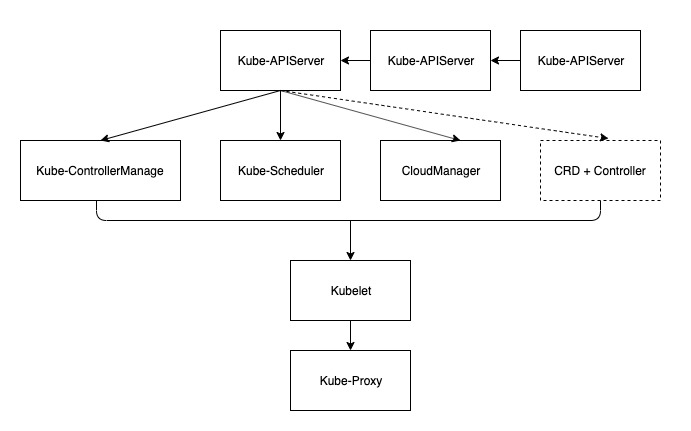 Kube-APIServer
Kube-APIServer
Kube-APIServer
Kube-ControllerManage
Kube-Scheduler
CloudManager
CRD + Controller
Kubelet
Kube-Proxy